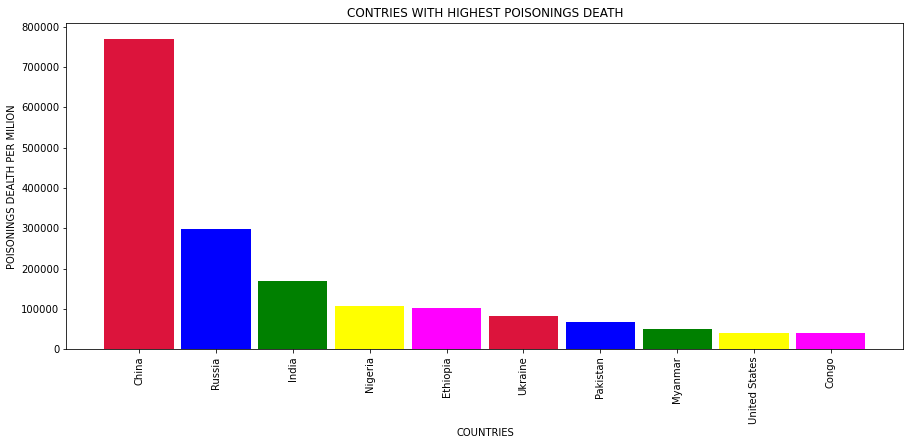 CONTRIES WITH HIGHEST POISONINGS DEATH
POISONINGS DEALTH PER MILION
800000
700000
600000
500000
400000
300000
200000
100000
0
China
Russia
India
Nigeria
Ethiopia
Ukraine
Pakistan
Myanmar
United States
Congo
COUNTRIES